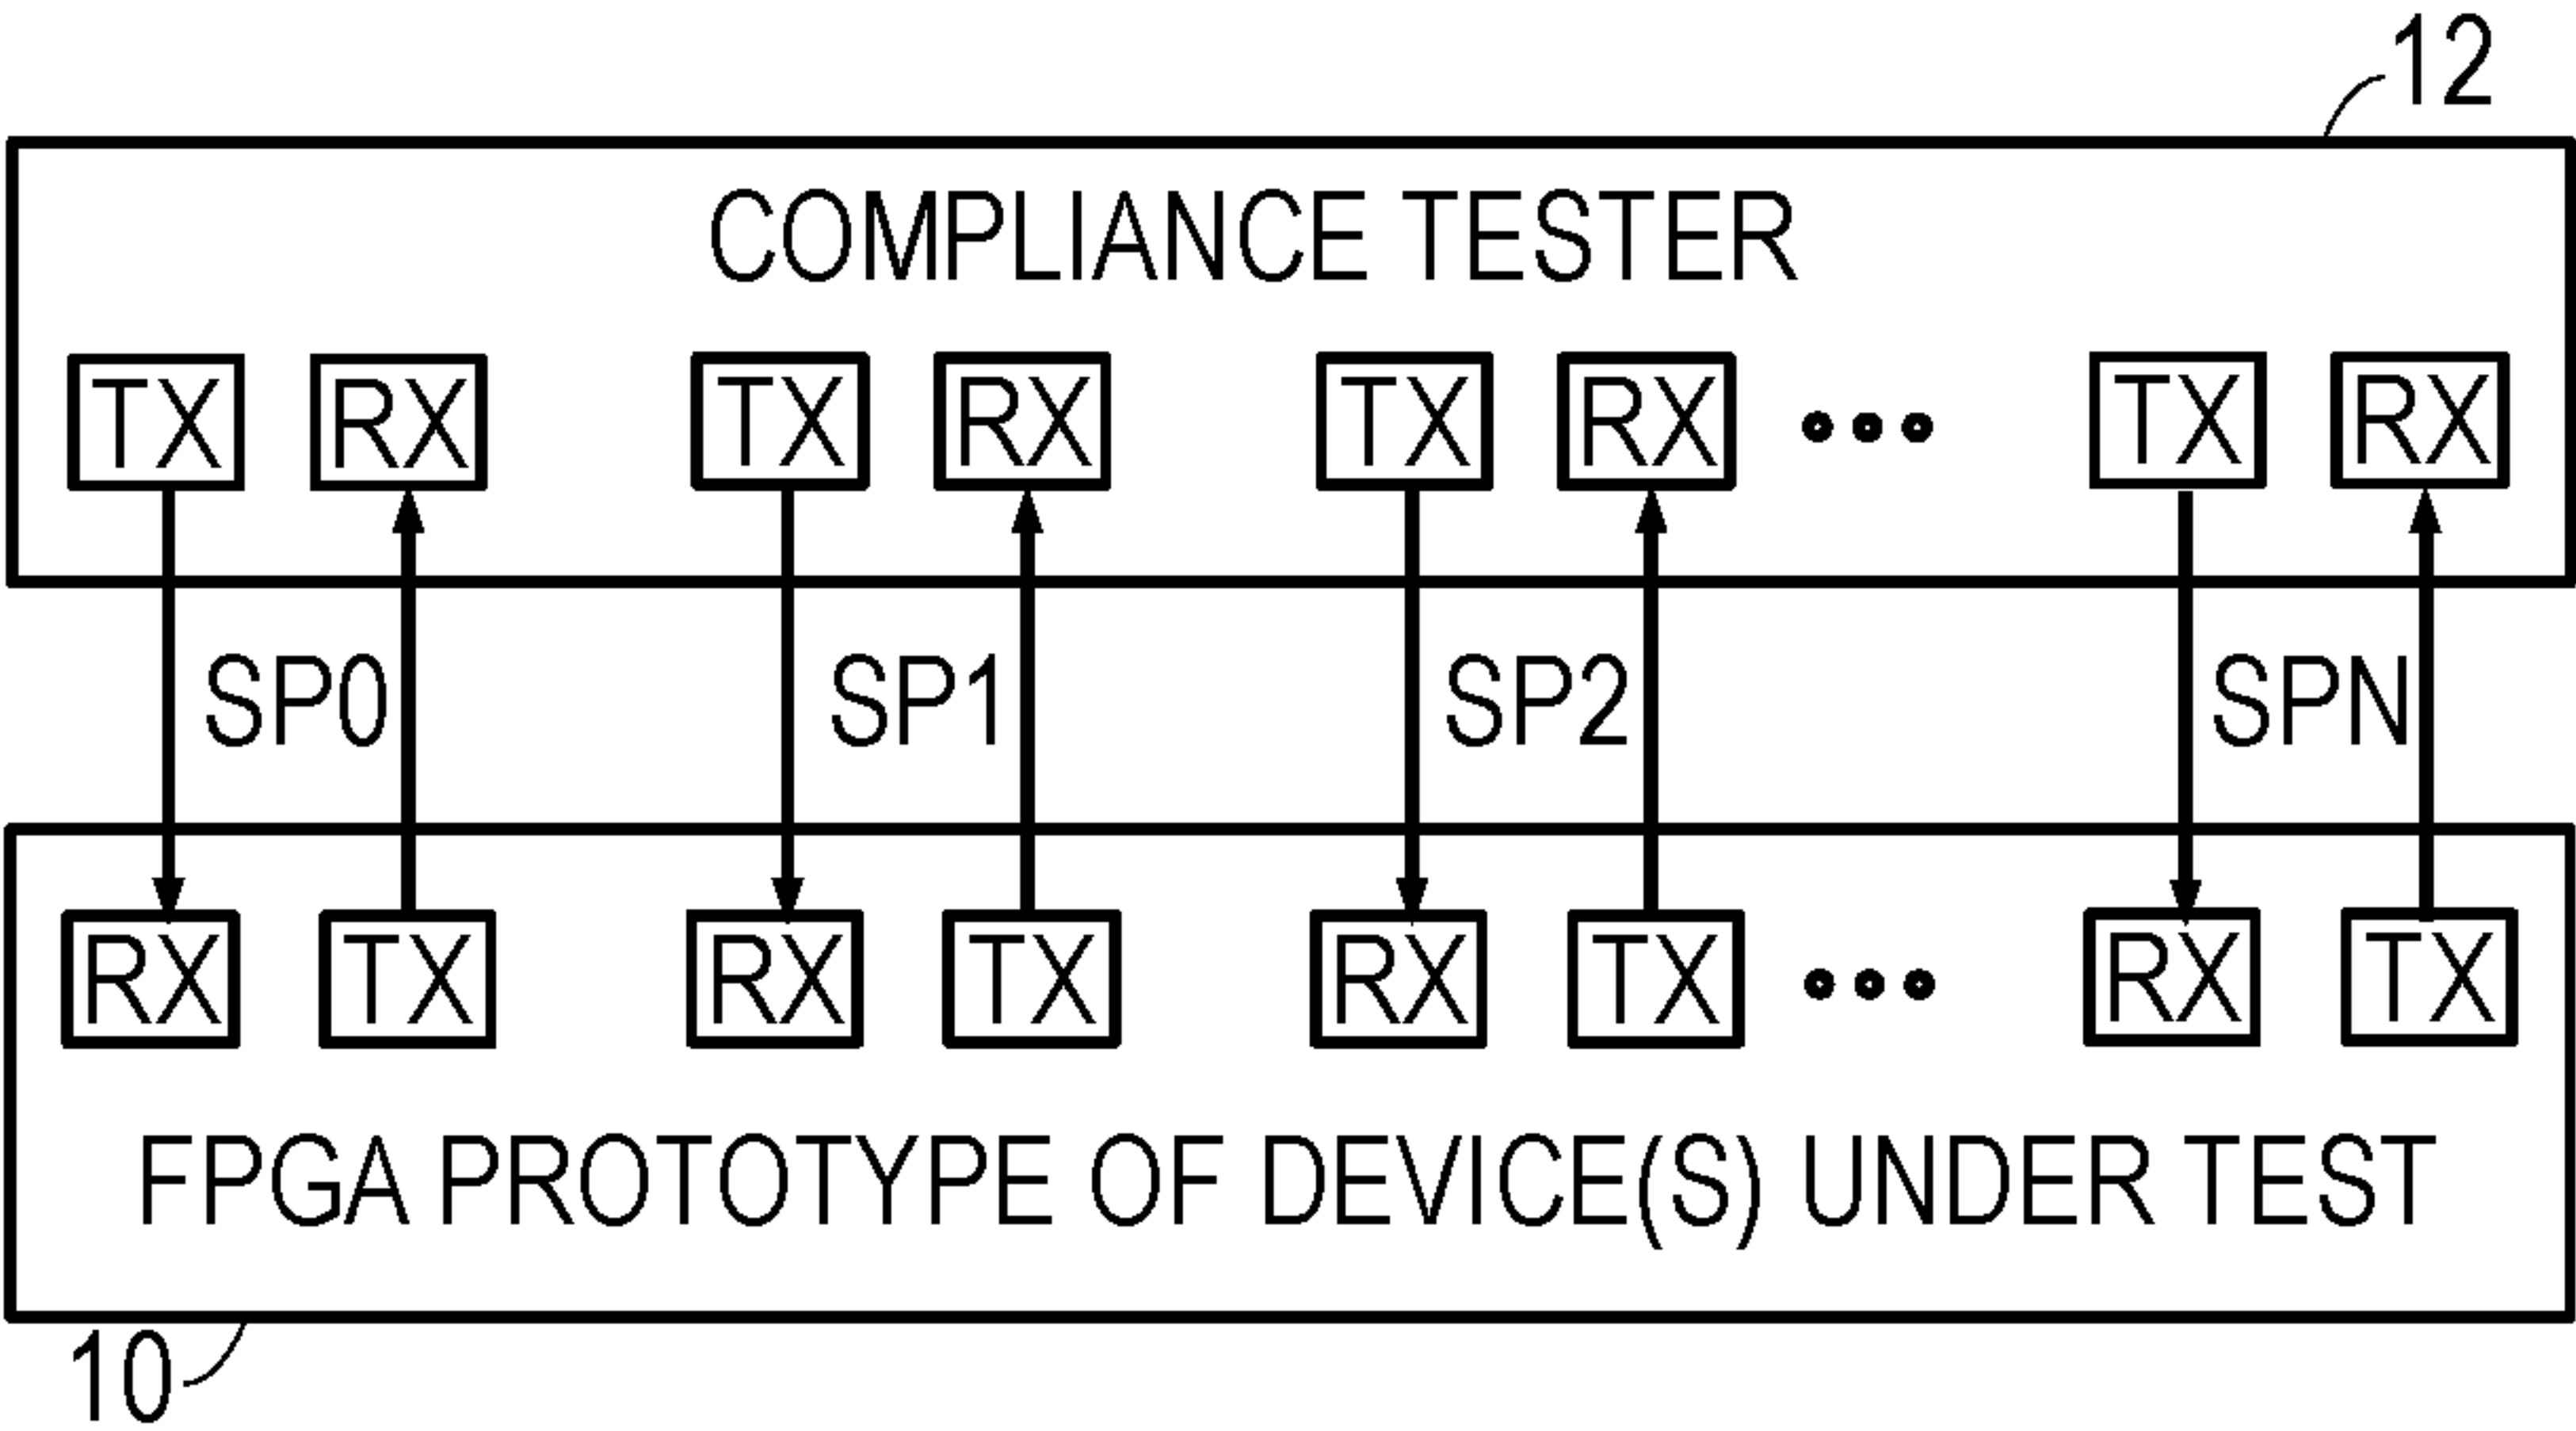 12
COMPLIANCE TESTER
TX RX TX RX TX RX TX RX
SP0 SP1 SP2 SPN
RX TX RX TX RX TX RX TX
FPGA PROTOTYPE OF DEVICE(S) UNDER TEST
10